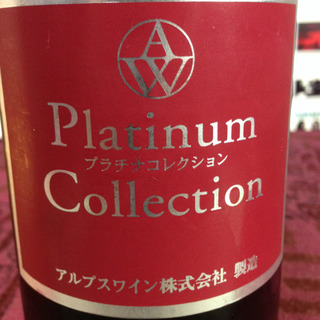 AW
Platinum
プラチナコレクション
Collection
アルプスワイン株式会社 製造